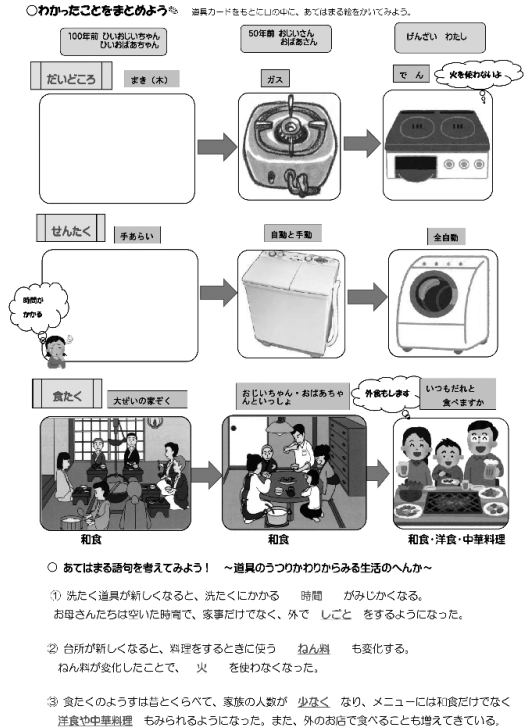 ○わかったことをまとめよう✎ 道具カードをもとに口の中に、あてはまる絵をかいてみよう。
100年前 ひいおじいちゃん
ひいおばあちゃん
50年前 おじいさん
おばあさん
げんざい わたし
だいどころ
まき（木）
ガス
でん
火を使わないよ
せんたく
手あらい
自動と手動
全自動
時間が
かかる
食たく
大ぜいの家ぞく
おじいちゃん・おばあちゃ
んといっしょ
外食もします
いつもだれと
食べますか
和食
和食
和食・洋食・中華料理
○ あてはまる語句を考えてみよう！ ～道具のうつりかわりからみる生活のへんか～
① 洗たく道具が新しくなると、洗たくにかかる 時間 がみじかくなる。
お母さんたちは空いた時間で、家事だけでなく、外で しごと をするようになった。
② 台所が新しくなると、料理をするときに使う ねん料 も変化する。
ねん料が変化したことで、 火 を使わなくなった。
③ 食たくのようすは昔とくらべて、家族の人数が 少なく なり、メニューには和食だけでなく
洋食や中華料理 もみられるようになった。また、外のお店で食べることも増えてきている。